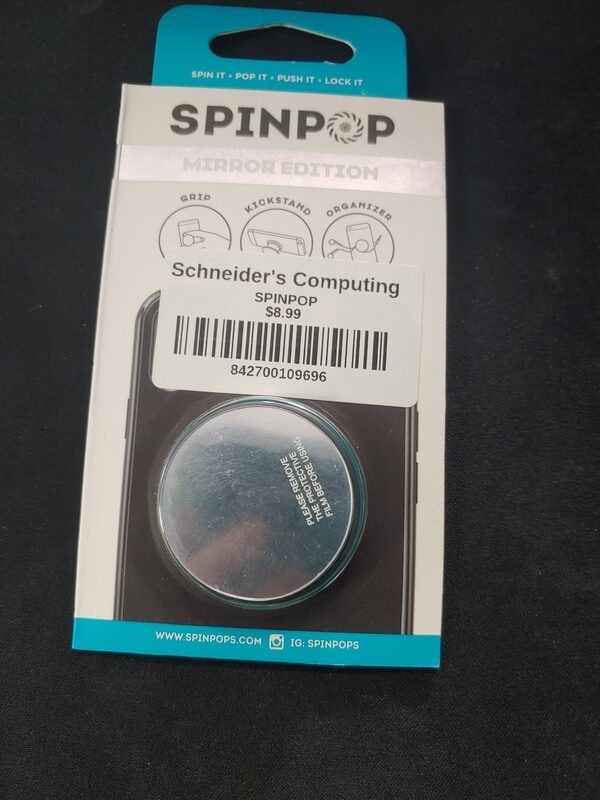 SPIN IT • POP IT • PUSH IT • LOCK IT
SPINPOP
MIRROR EDITION
GRIP KICKSTAND ORGANIZER
Schneider's Computing
SPINPOP
$8.99
842700109696
PLEASE REMOVE
THE PROTECTIVE
FILM BEFORE USING
WWW.SPINPOPS.COM IG: SPINPOPS